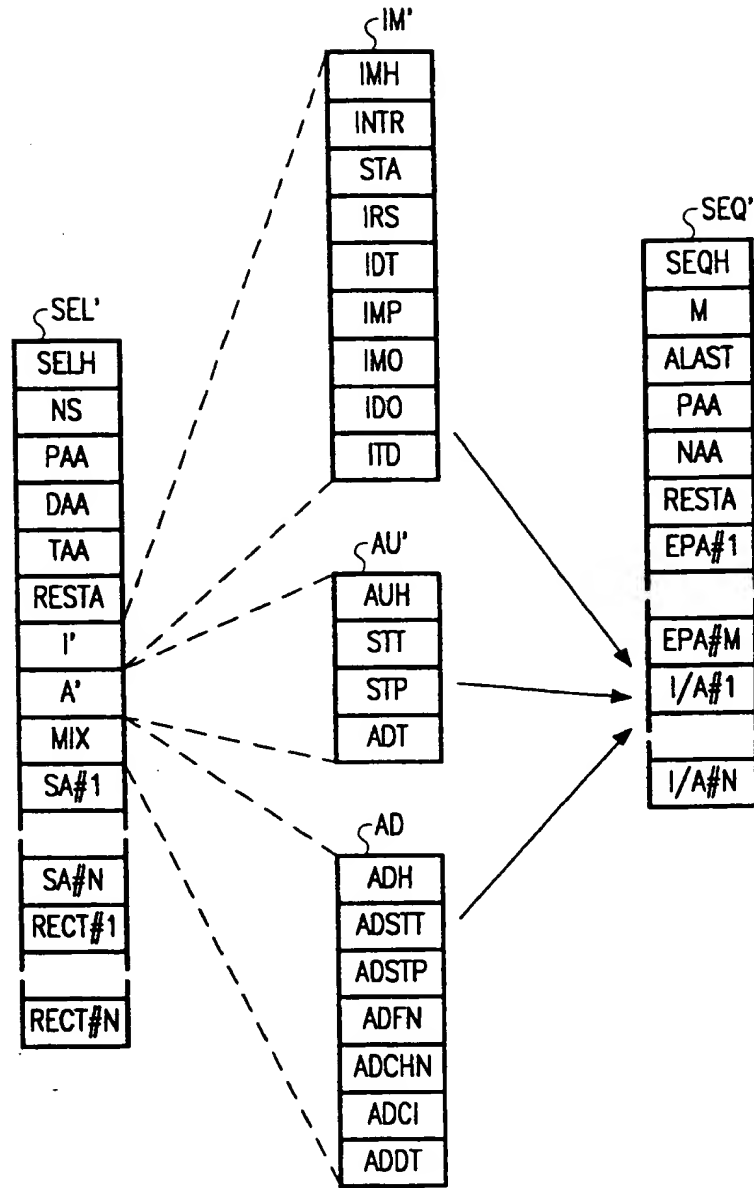 IM'
IMH
INTR
STA
IRS
IDT
IMP
IMO
IDO
ITD
SEL'
SELH
NS
PAA
DAA
TAA
RESTA
I'
A'
MIX
SA#1
SA#N
RECT#1
RECT#N
AU'
AUH
STT
STP
ADT
AD
ADH
ADSTT
ADSTP
ADFN
ADCHN
ADCI
ADDT
SEQ'
SEQH
M
ALAST
PAA
NAA
RESTA
EPA#1
EPA#M
I/A#1
I/A#N